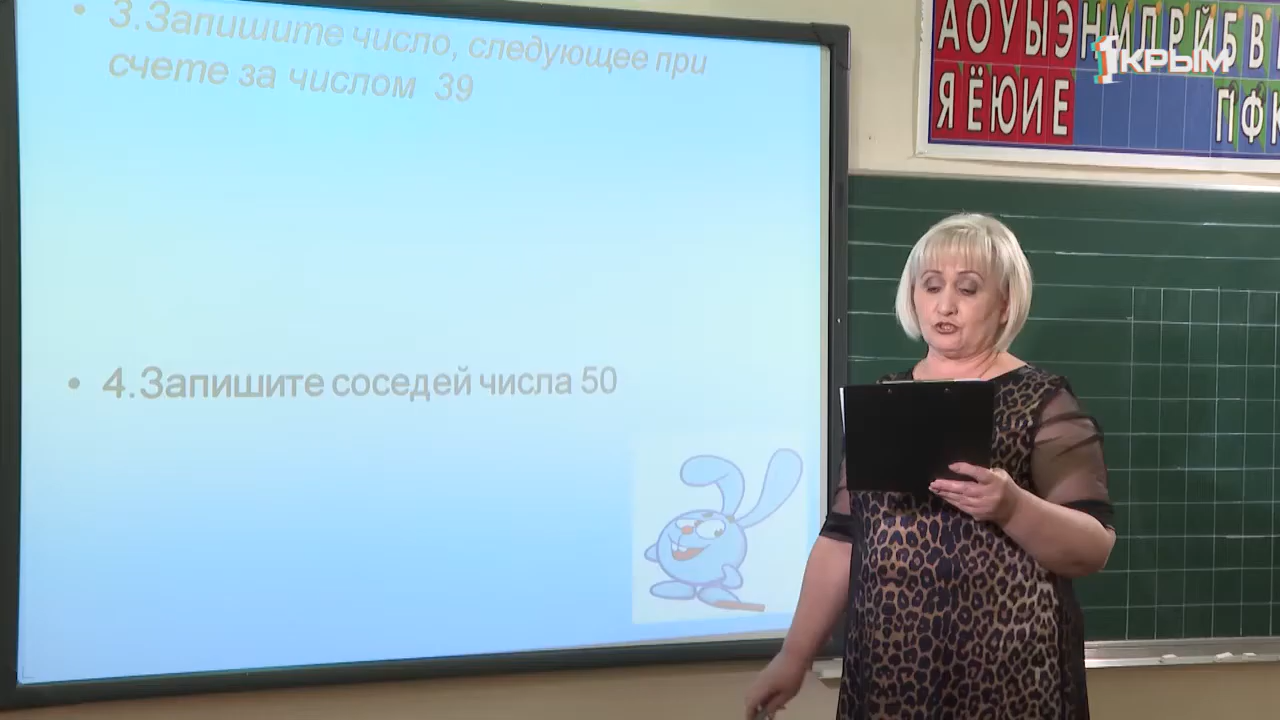 • 3.Запишите число, следующее при
счете за числом 39
• 4.Запишите соседей числа 50
АОУЫЭНМЛРЙБВ
ЯЁЮИЕ ПФК
1КРЫМ